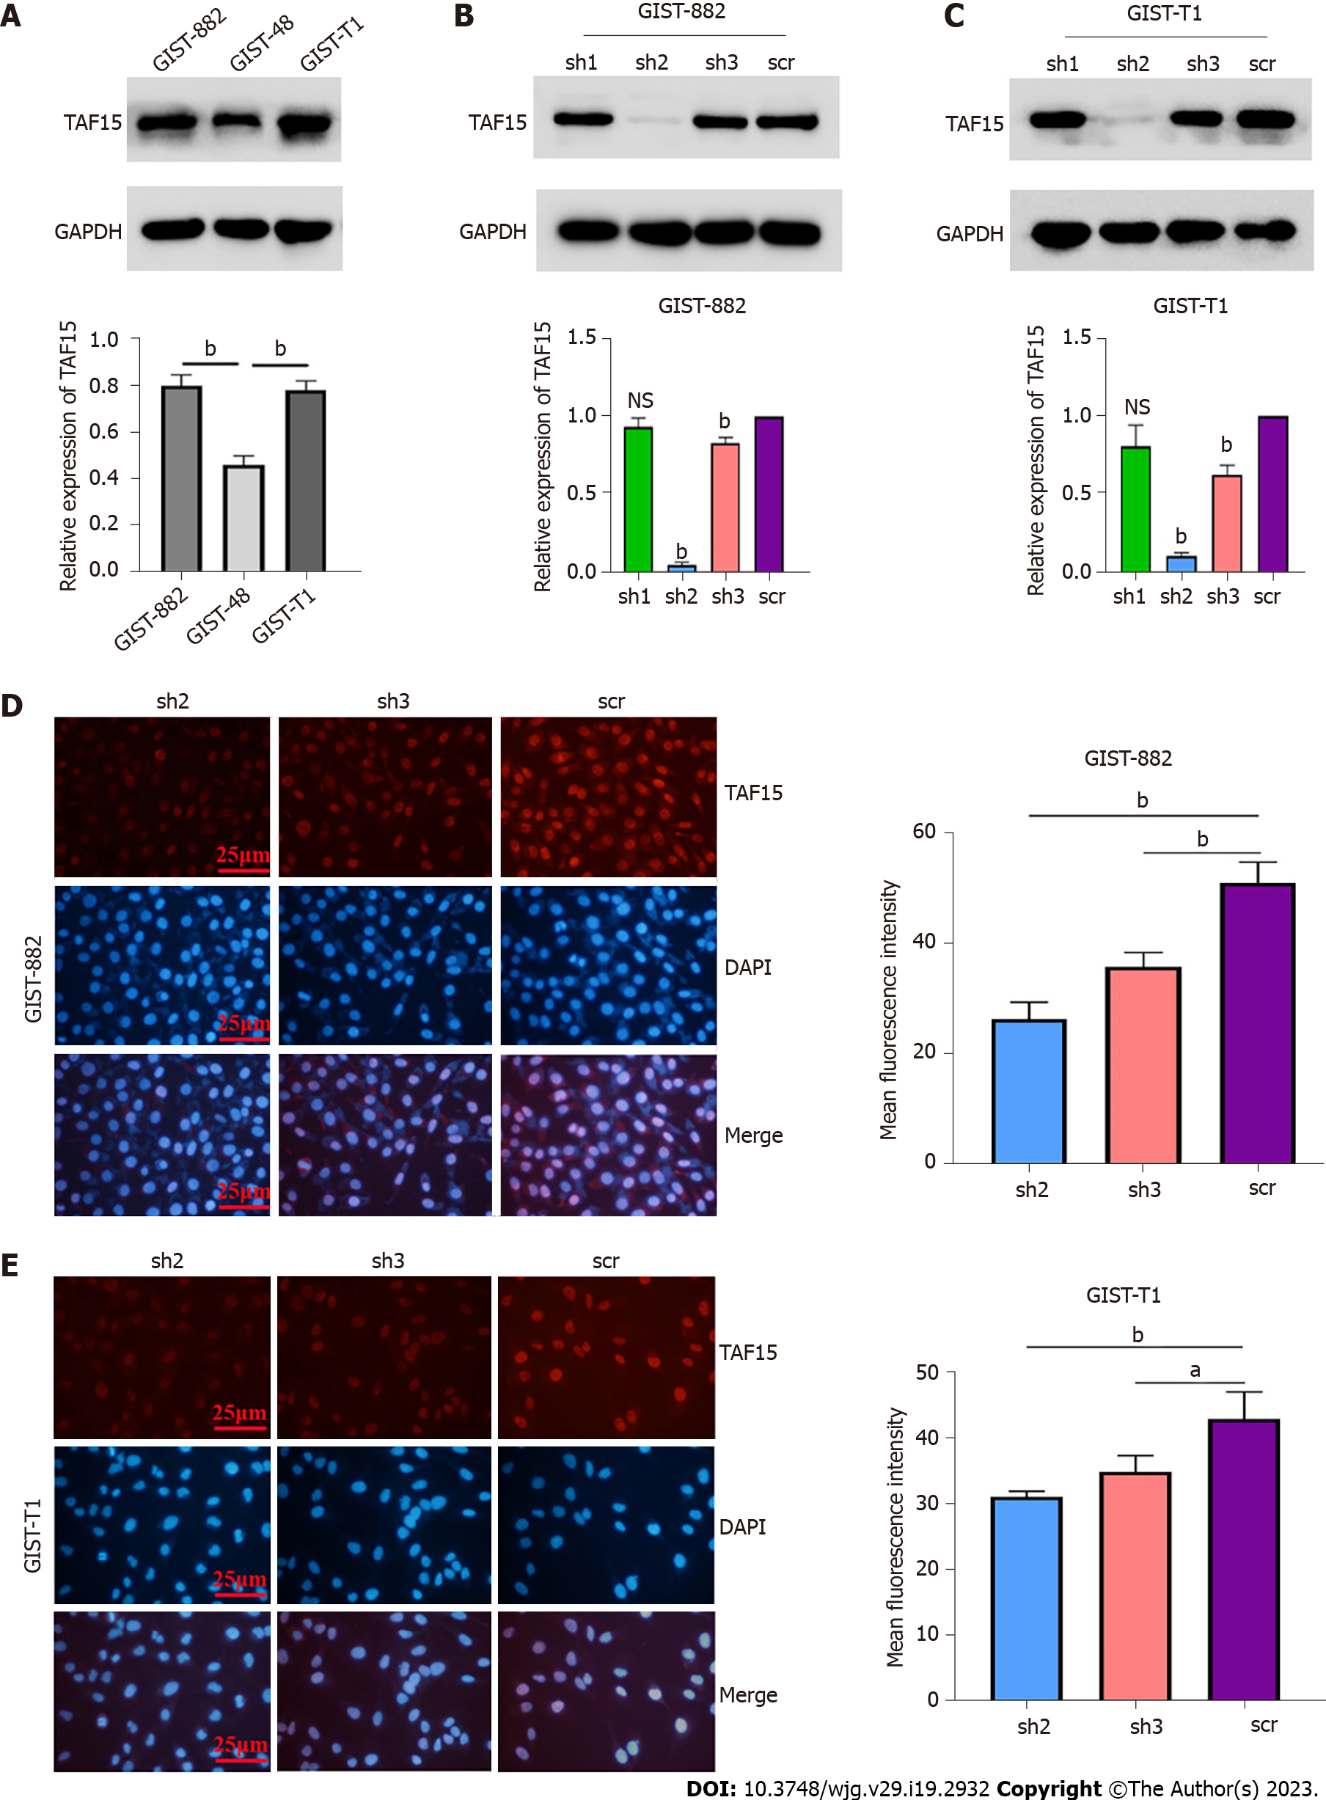 A
GIST-882
GIST-48
GIST-T1
TAF15
GAPDH
Relative expression of TAF15
1.0
0.8
0.6
0.4
0.2
0.0
b
b
GIST-882
GIST-48
GIST-T1
B
GIST-882
sh1 sh2 sh3 scr
TAF15
GAPDH
GIST-882
Relative expression of TAF15
1.5
1.0
0.5
0.0
NS
b
b
sh1 sh2 sh3 scr
C
GIST-T1
sh1 sh2 sh3 scr
TAF15
GAPDH
GIST-T1
Relative expression of TAF15
1.5
1.0
0.5
0.0
NS
b
b
sh1 sh2 sh3 scr
D
sh2 sh3 scr
GIST-882
TAF15
25μm
DAPI
25μm
Merge
25μm
GIST-882
Mean fluorescence intensity
60
40
20
0
b
b
sh2 sh3 scr
E
sh2 sh3 scr
GIST-T1
TAF15
25μm
DAPI
25μm
Merge
25μm
GIST-T1
Mean fluorescence intensity
50
40
30
20
10
0
b
a
sh2 sh3 scr
DOI: 10.3748/wjg.v29.i19.2932 Copyright ©The Author(s) 2023.